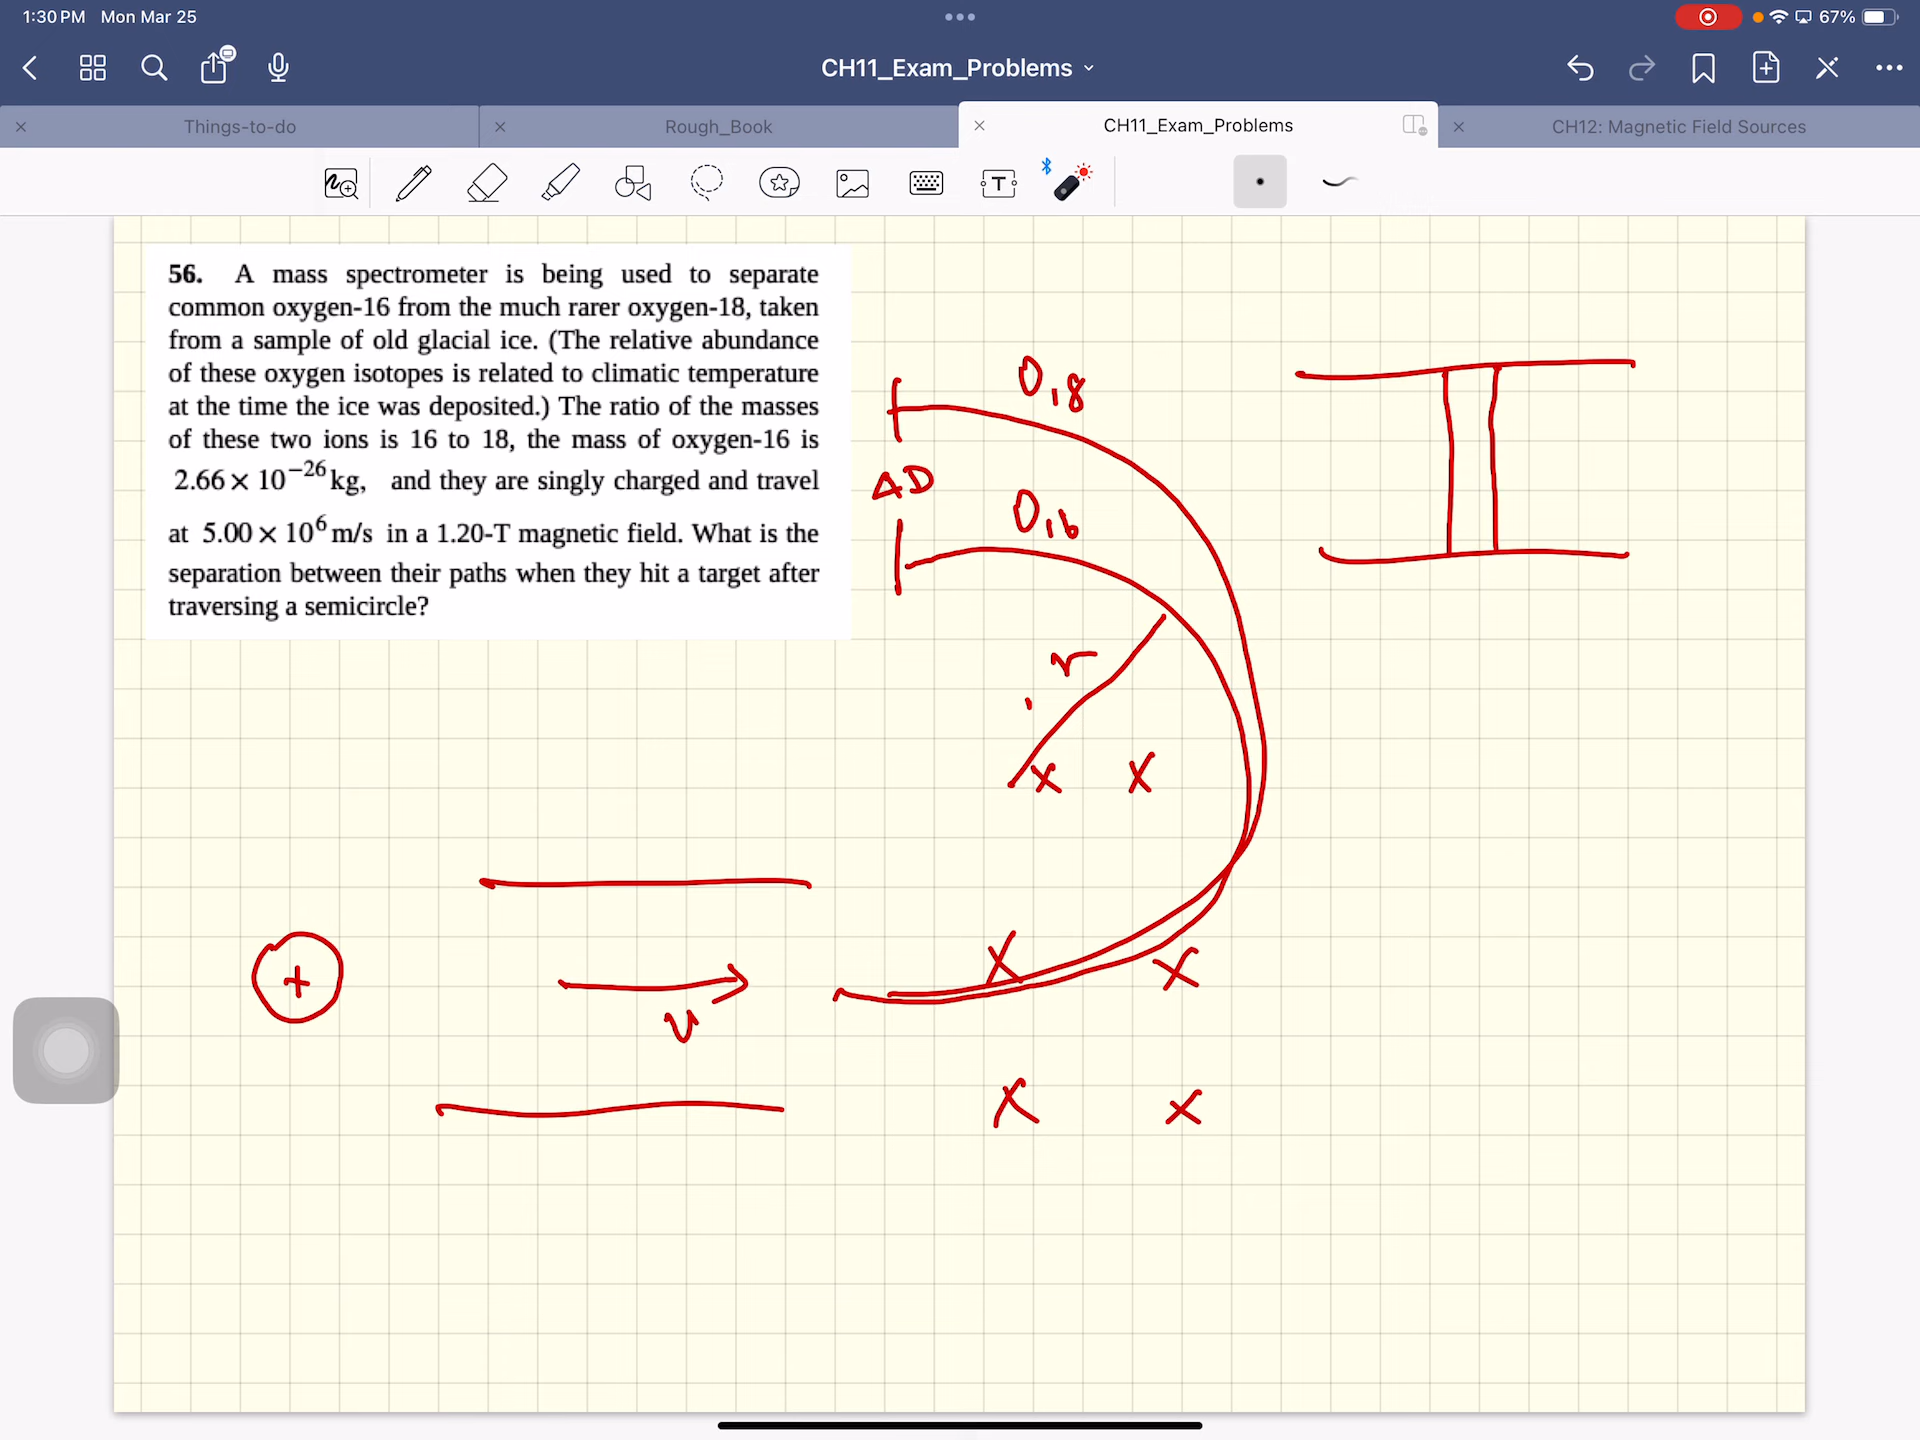 1:30 PM Mon Mar 25
67%
CH11_Exam_Problems
Things-to-do
Rough_Book
CH11_Exam_Problems
CH12: Magnetic Field Sources
T
56. A mass spectrometer is being used to separate
common oxygen-16 from the much rarer oxygen-18, taken
from a sample of old glacial ice. (The relative abundance
of these oxygen isotopes is related to climatic temperature
at the time the ice was deposited.) The ratio of the masses
of these two ions is 16 to 18, the mass of oxygen-16 is
2.66 × 10⁻²⁶ kg, and they are singly charged and travel
at 5.00 × 10⁶ m/s in a 1.20-T magnetic field. What is the
separation between their paths when they hit a target after
traversing a semicircle?
O₁₈
ΔD
O₁₆
r
x x
x x
+
v
x x